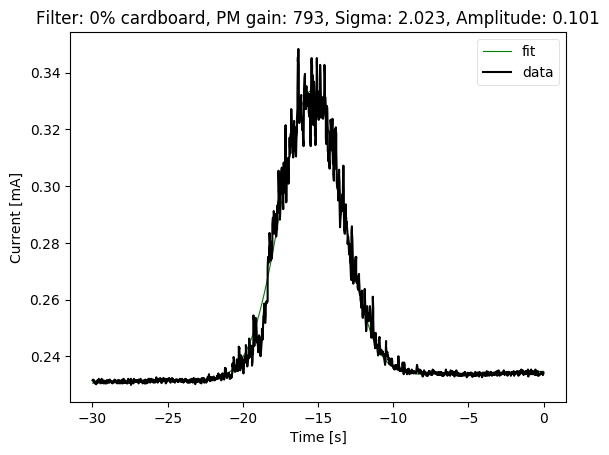 Filter: 0% cardboard, PM gain: 793, Sigma: 2.023, Amplitude: 0.101
fit
data
0.34
0.32
0.30
0.28
0.26
0.24
Current [mA]
−30
−25
−20
−15
−10
−5
0
Time [s]